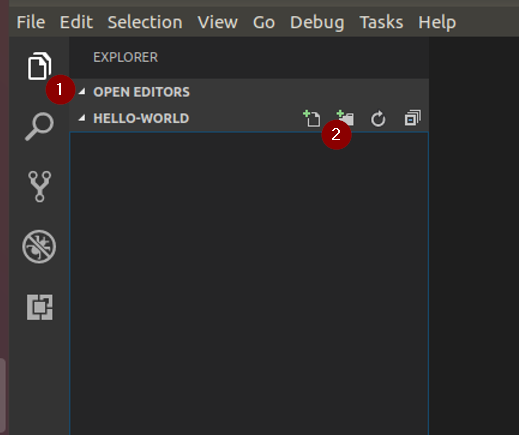 File Edit Selection View Go Debug Tasks Help
EXPLORER
1
OPEN EDITORS
HELLO-WORLD
2